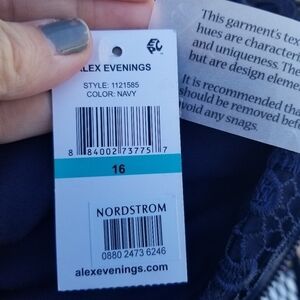 ALEX EVENINGS
STYLE: 1121585
COLOR: NAVY
8 84002 73775 7
16
NORDSTROM
0880 2473 6246
alexevenings.com
This garment's tex
hues are characteri
and uniqueness. The
but are design eleme
It is recommended tha
should be removed befo
avoid any snags.